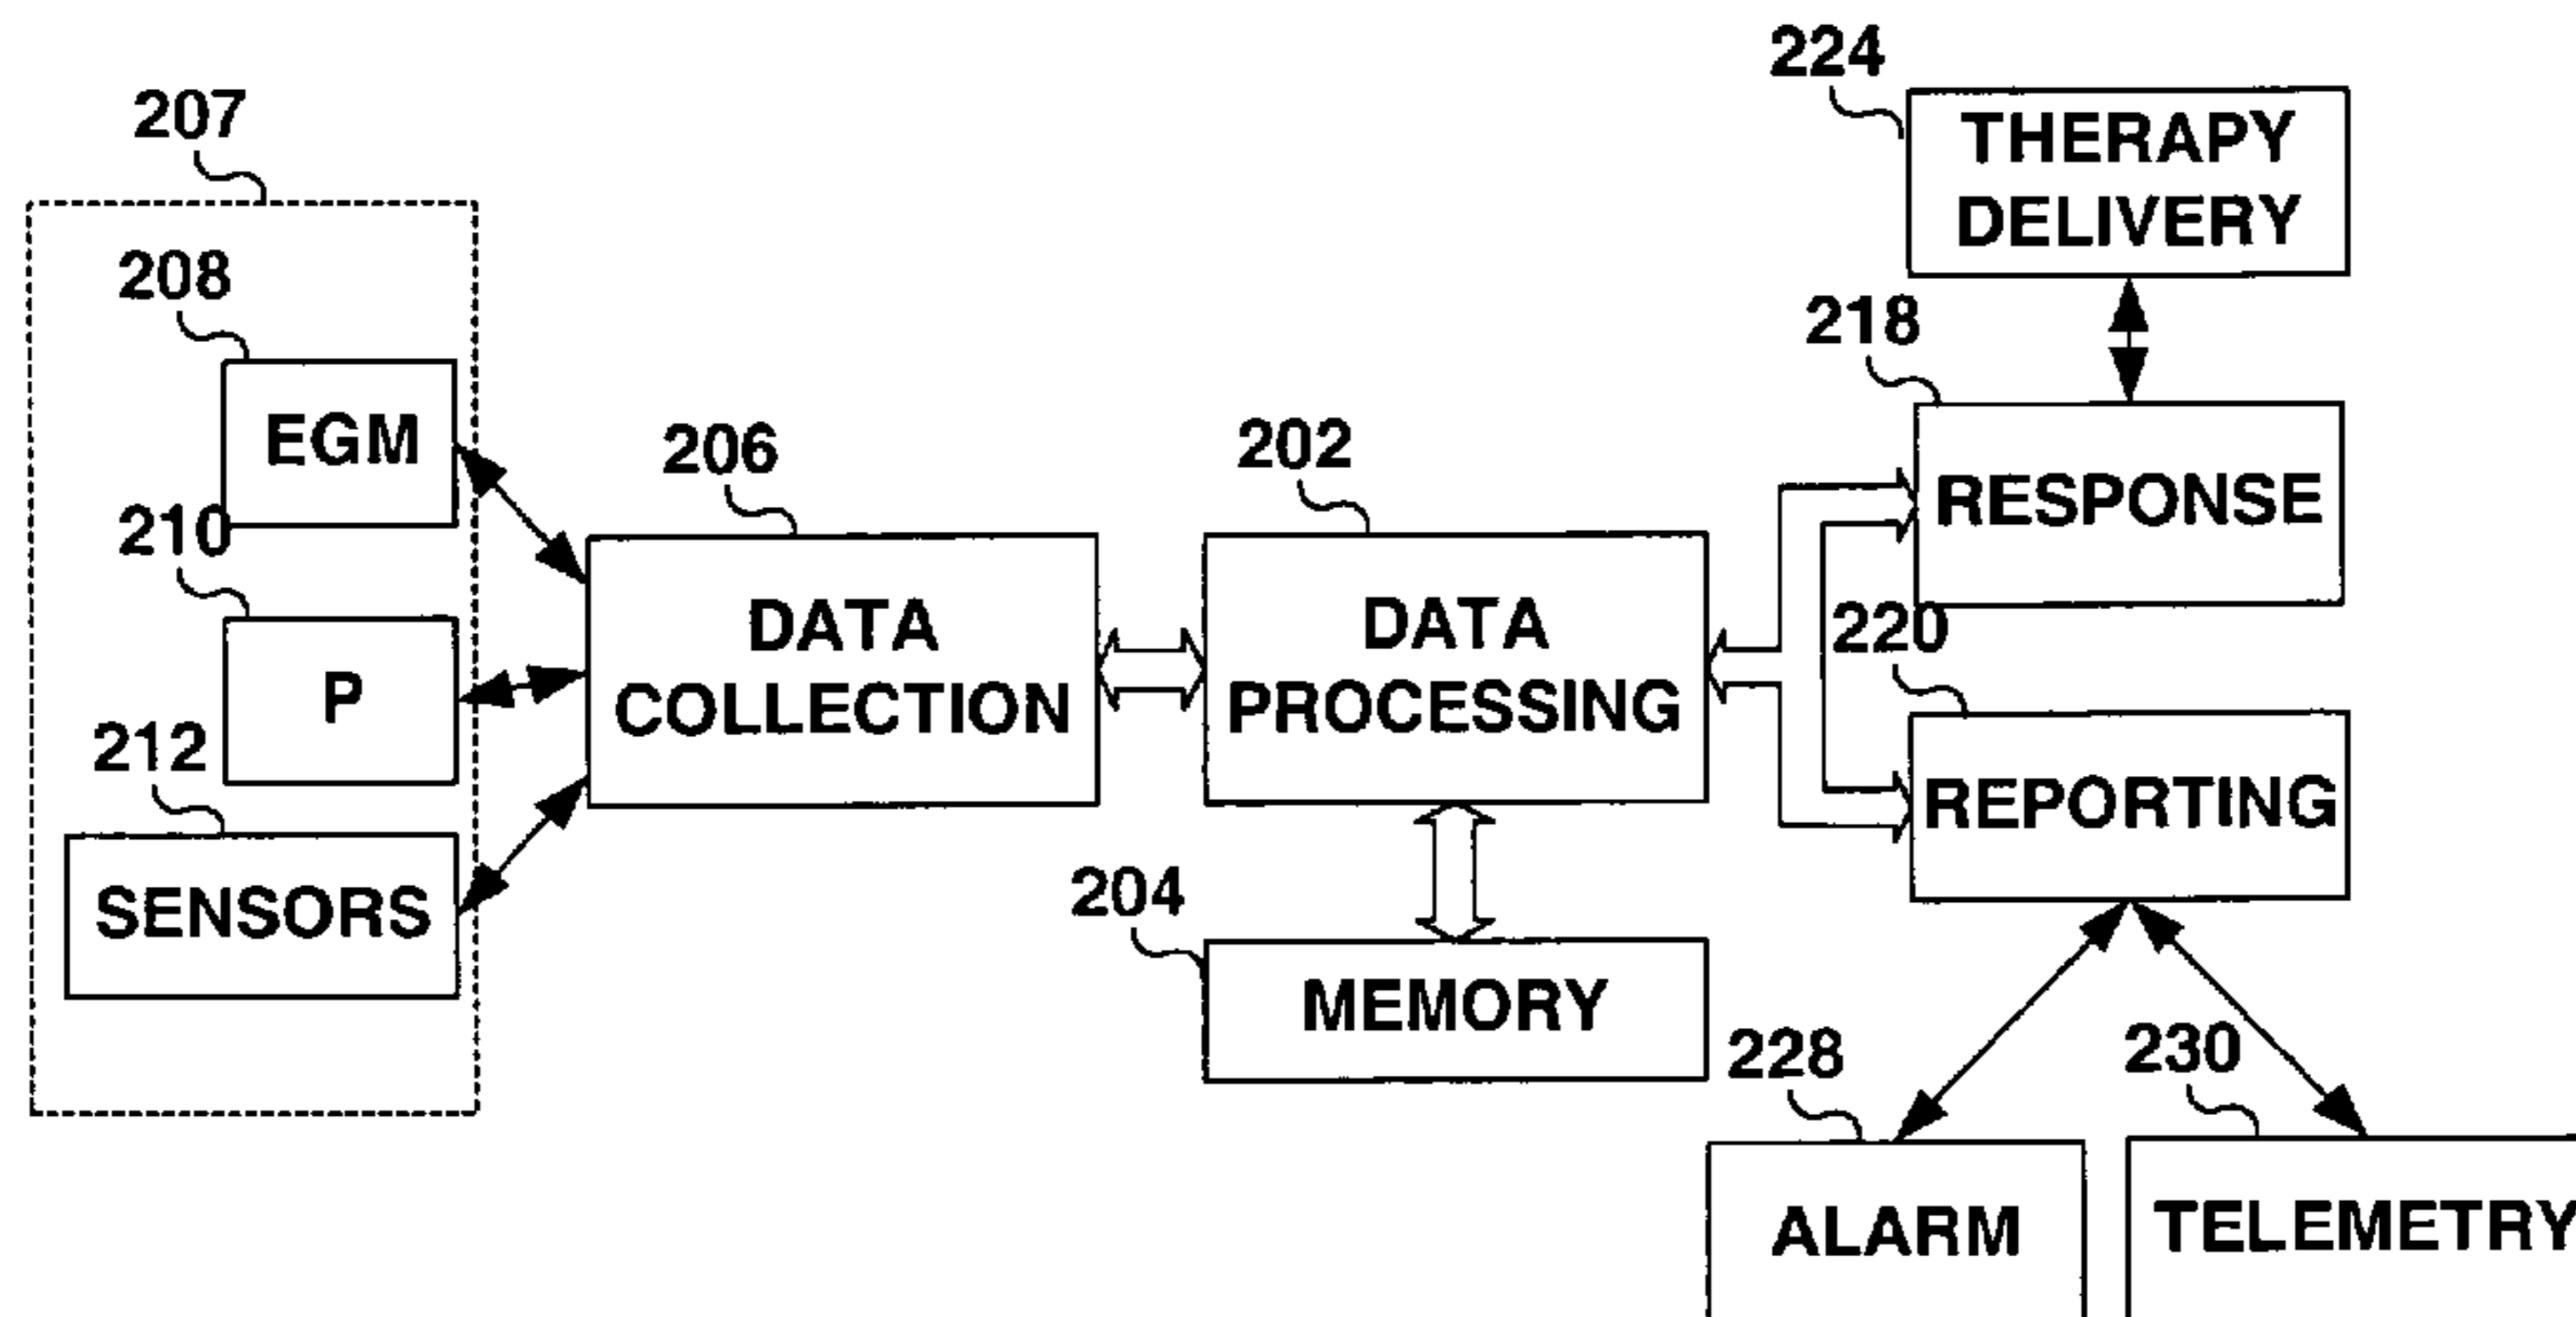 207
208
EGM
210
P
212
SENSORS
206
DATA
COLLECTION
202
DATA
PROCESSING
204
MEMORY
224
THERAPY
DELIVERY
218
RESPONSE
220
REPORTING
228
ALARM
230
TELEMETRY